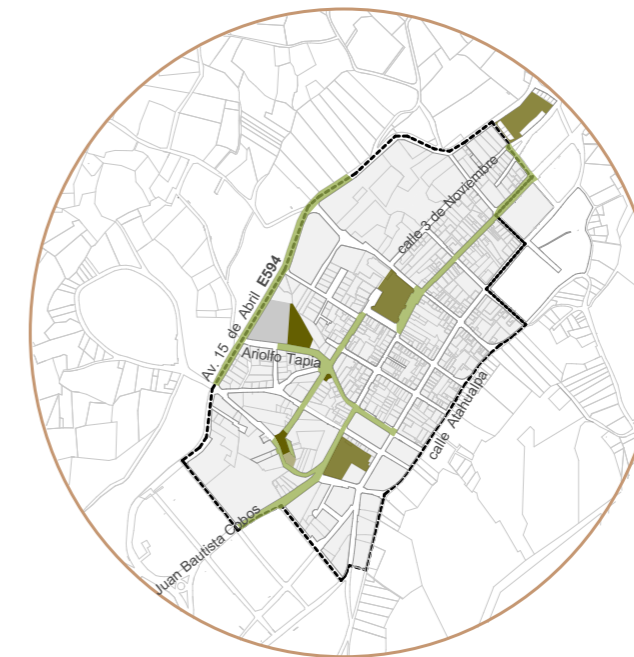 calle 3 de Noviembre
Av. 15 de Abril E594
Ariolfo Tapia
calle Atahualpa
Juan Bautista Cobos